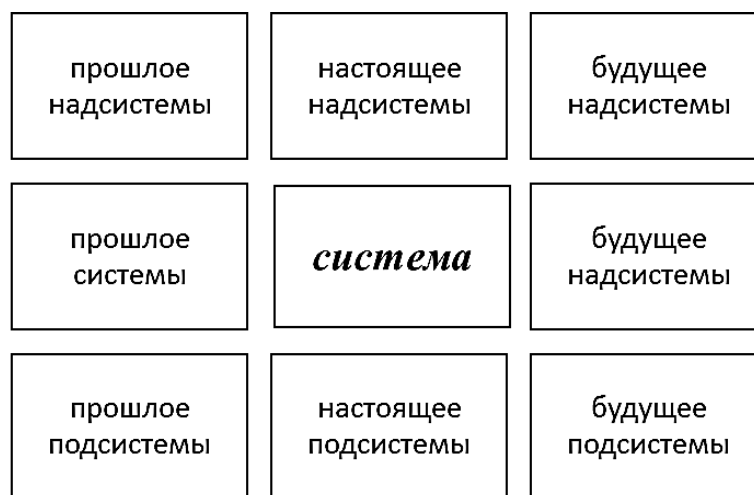 прошлое
надсистемы
настоящее
надсистемы
будущее
надсистемы
прошлое
системы
система
будущее
надсистемы
прошлое
подсистемы
настоящее
подсистемы
будущее
подсистемы